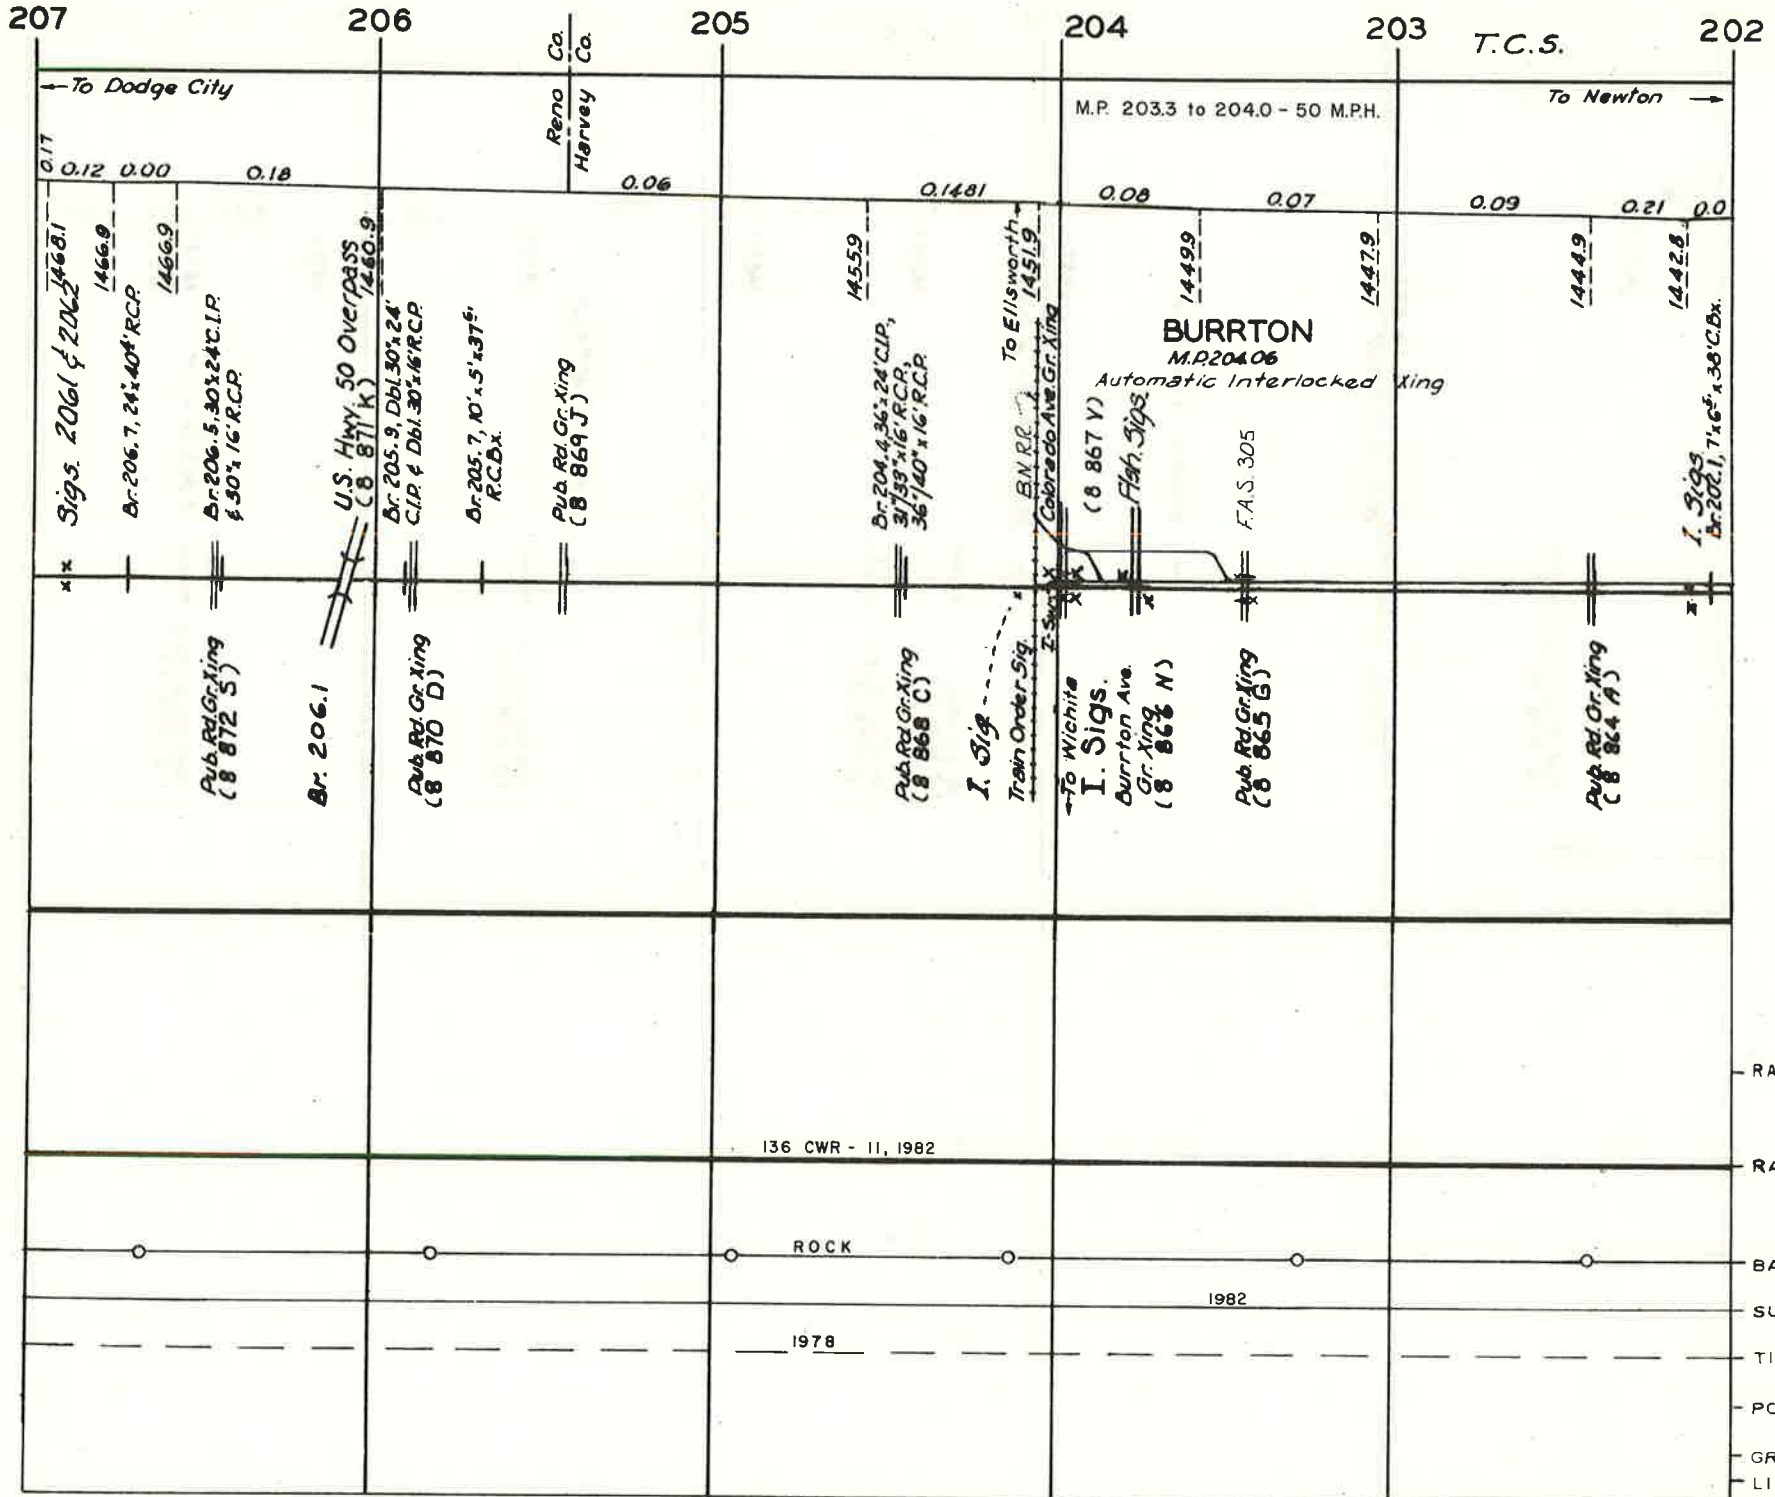 207
206
205
204
203
T.C.S.
202
Reno Co.
Harvey Co.
←To Dodge City
M.P. 203.3 to 204.0 - 50 M.P.H.
To Newton →
0.17
0.12
0.00
0.18
0.06
0.1481
0.08
0.07
0.09
0.21
0.0
1468.1
1466.9
1466.9
1460.9
1455.9
1451.9
1449.9
1447.9
1444.9
1442.8
Sigs. 2061 & 2062
Br. 206.7, 24"x 40' R.C.P.
Br. 206.5, 30"x 24' C.I.P.
& 30"x 16' R.C.P.
U.S. Hwy. 50 Overpass
(8 871 K)
Br. 205.9, Dbl. 30"x 24'
C.I.P. & Dbl. 30"x 16' R.C.P.
Br. 205.7, 10'x 5'x 37
R.C.Bx.
Pub. Rd. Gr. Xing
(8 869 J)
Br. 204.4, 36"x 24' C.I.P.,
31"/33"x 16' R.C.P.,
36"/40"x 16' R.C.P.
To Ellsworth→
B.N.R.R.
Colorado Ave. Gr. Xing
(8 867 V)
BURRTON
M.P. 204.06
Automatic Interlocked Xing
Flsh. Sigs.
F.A.S. 305
I. Sigs
Br. 202.1, 7'x 6 x 38' C.Bx.
Pub. Rd. Gr. Xing
(8 872 S)
Br. 206.1
Pub. Rd. Gr. Xing
(8 870 D)
Pub. Rd. Gr. Xing
(8 868 C)
I. Sig
Train Order Sig.
I-Sw.
←To Wichita
I. Sigs.
Burrton Ave.
Gr. Xing
(8 866 N)
Pub. Rd. Gr. Xing
(8 865 G)
Pub. Rd. Gr. Xing
(8 864 A)
RA
136 CWR - 11, 1982
RA
ROCK
BA
1982
SU
1978
TI
PO
GR
LI